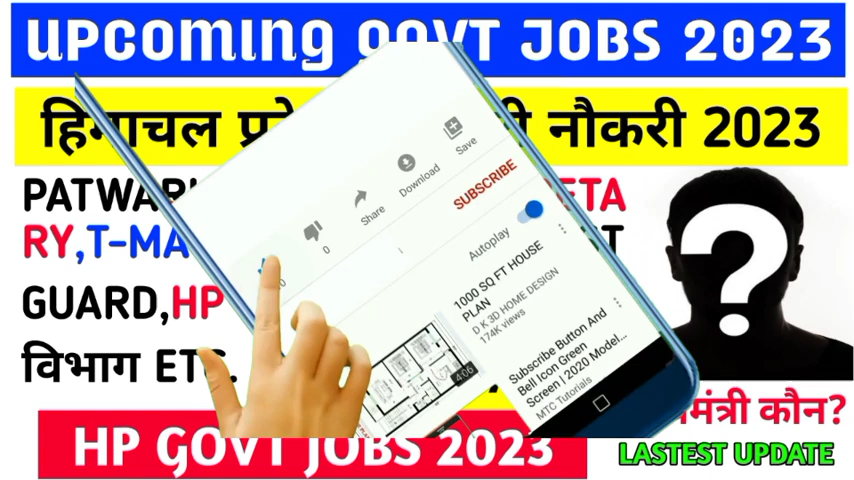 UPCOMING GOVT JOBS 2023
हिमाचल नौकरी 2023
RY,T-MA
GUARD,HP
विभाग ETC.
Save
Download
Share
0
SUBSCRIBE
Autoplay
1000 SQ FT HOUSE
PLAN
D K 3D HOME DESIGN
174K views
4:06
Subscribe Button And
Bell Icon Green
Screen | 2020 Model...
MTC Tutorials
कौन?
HP GOVT JOBS 2023
LASTEST UPDATE